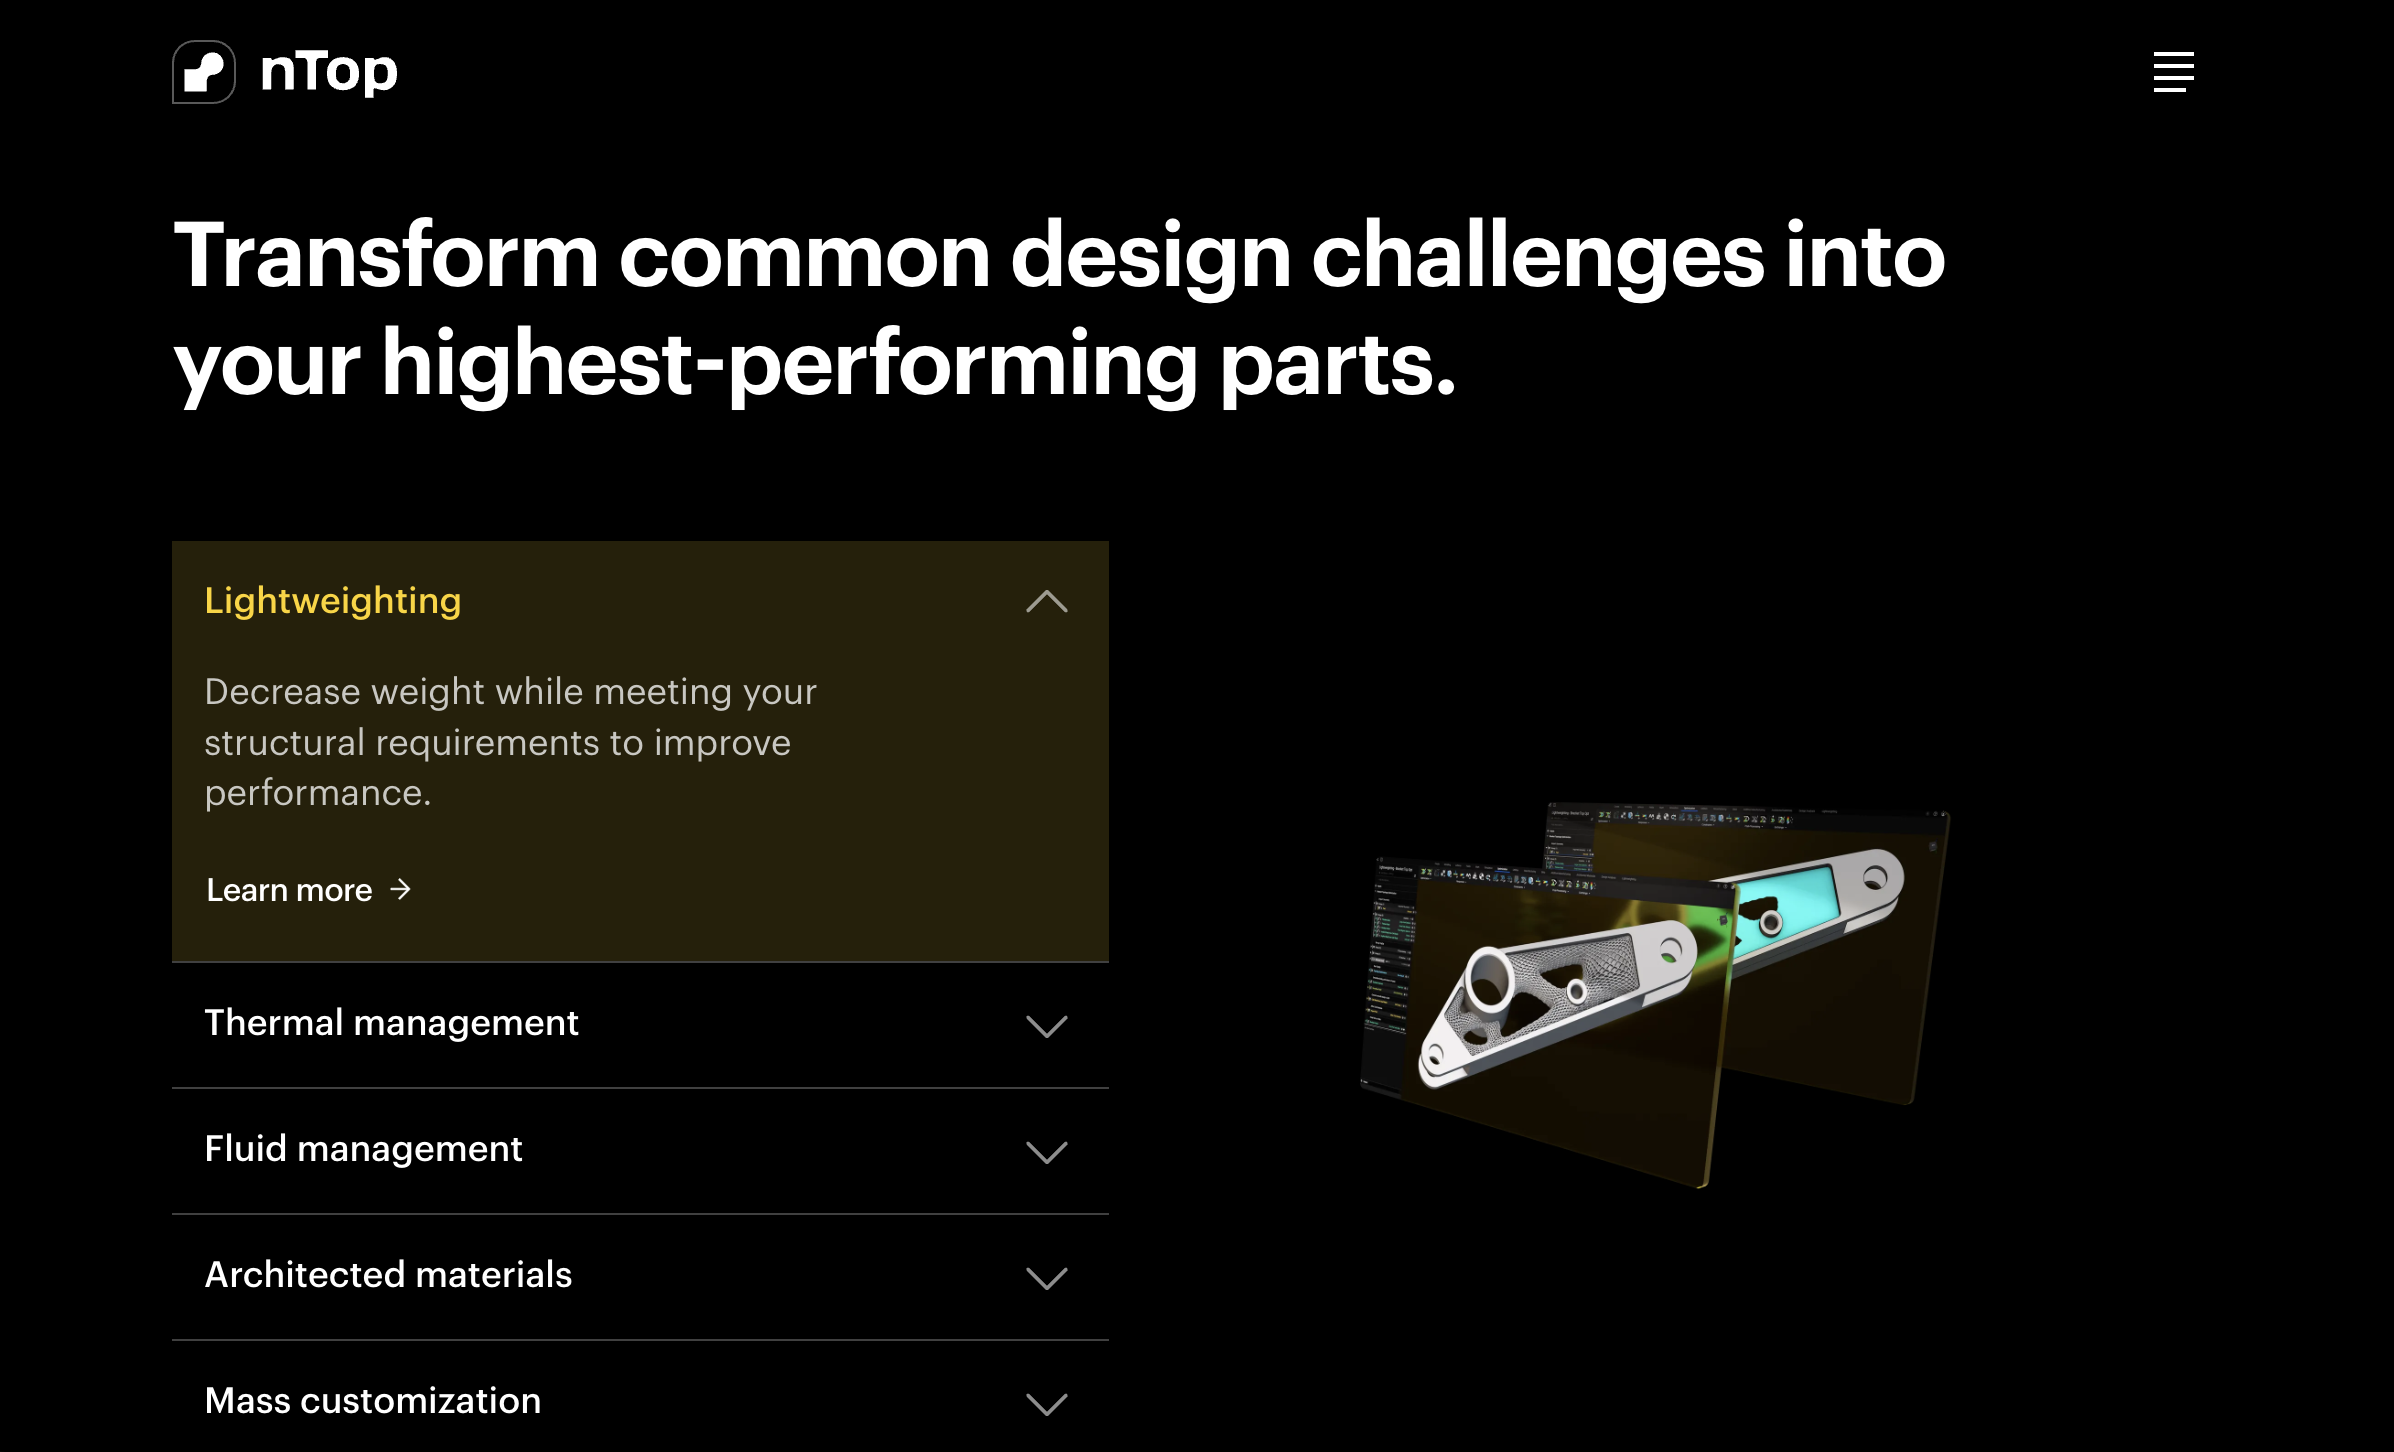 nTop
Transform common design challenges into
your highest-performing parts.
Lightweighting
Decrease weight while meeting your
structural requirements to improve
performance.
Learn more →
Thermal management
Fluid management
Architected materials
Mass customization